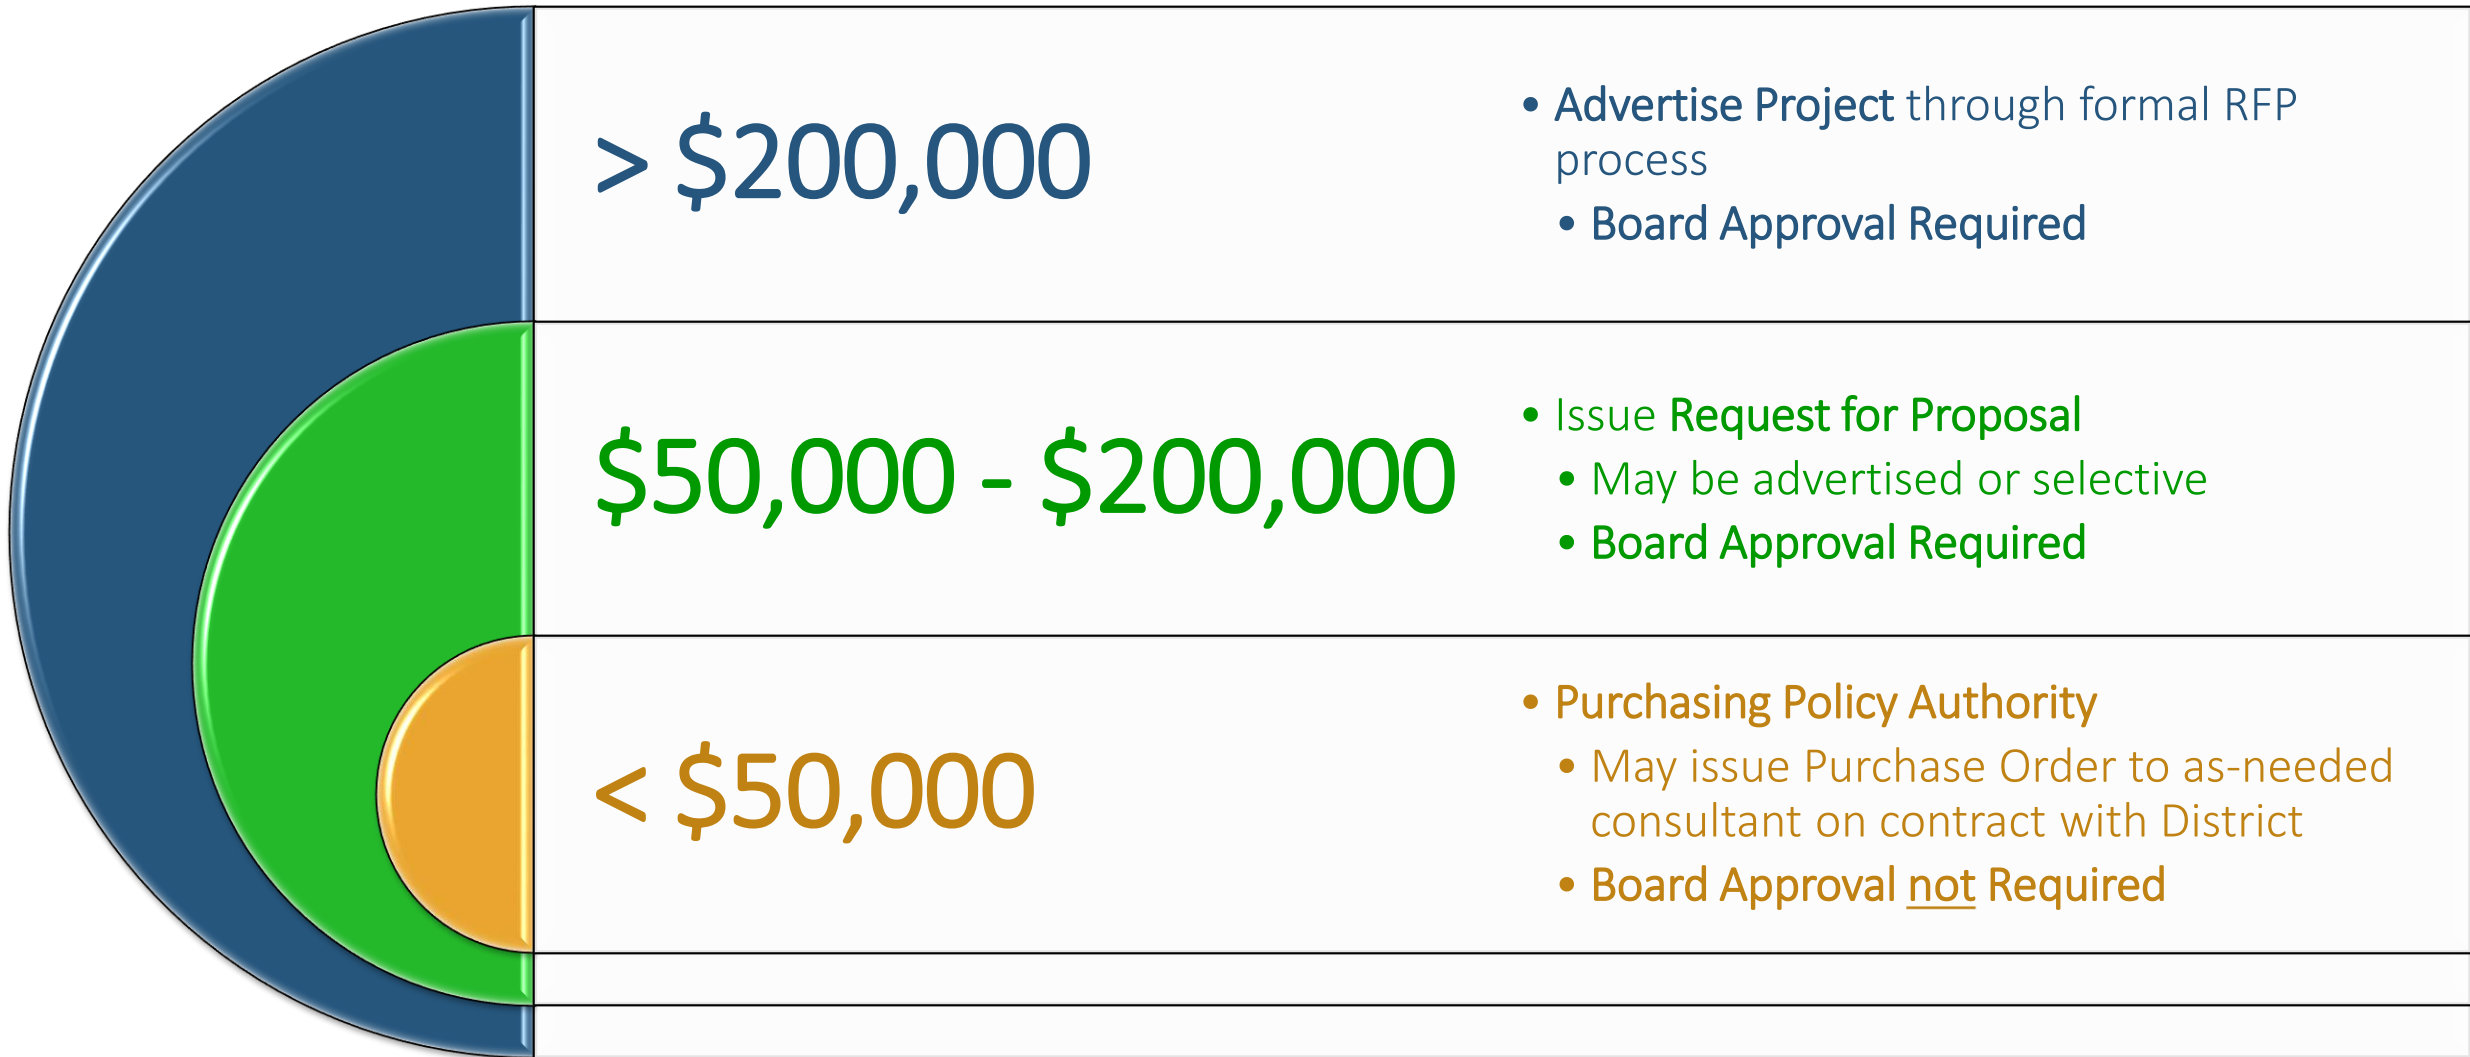 > $200,000
• Advertise Project through formal RFP
process
• Board Approval Required
$50,000 - $200,000
• Issue Request for Proposal
• May be advertised or selective
• Board Approval Required
< $50,000
• Purchasing Policy Authority
• May issue Purchase Order to as-needed
consultant on contract with District
• Board Approval not Required